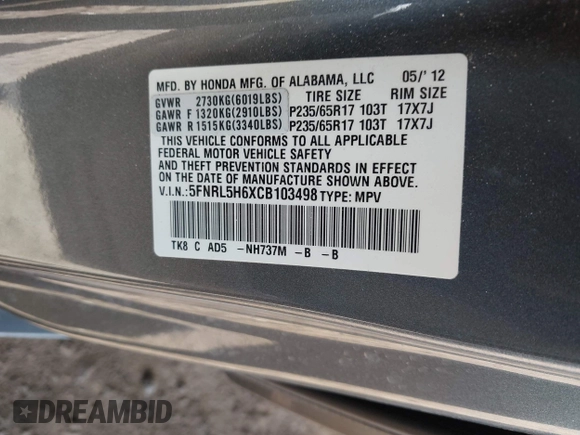 MFD. BY HONDA MFG. OF ALABAMA, LLC 05/'12
GVWR 2730KG(6019LBS) TIRE SIZE RIM SIZE
GAWR F 1320KG(2910LBS) P235/65R17 103T 17X7J
GAWR R 1515KG(3340LBS) P235/65R17 103T 17X7J
THIS VEHICLE CONFORMS TO ALL APPLICABLE
FEDERAL MOTOR VEHICLE SAFETY
AND THEFT PREVENTION STANDARDS IN EFFECT
ON THE DATE OF MANUFACTURE SHOWN ABOVE.
V.I.N.: 5FNRL5H6XCB103498 TYPE: MPV
TK8 C AD5 -NH737M -B -B
DREAMBID